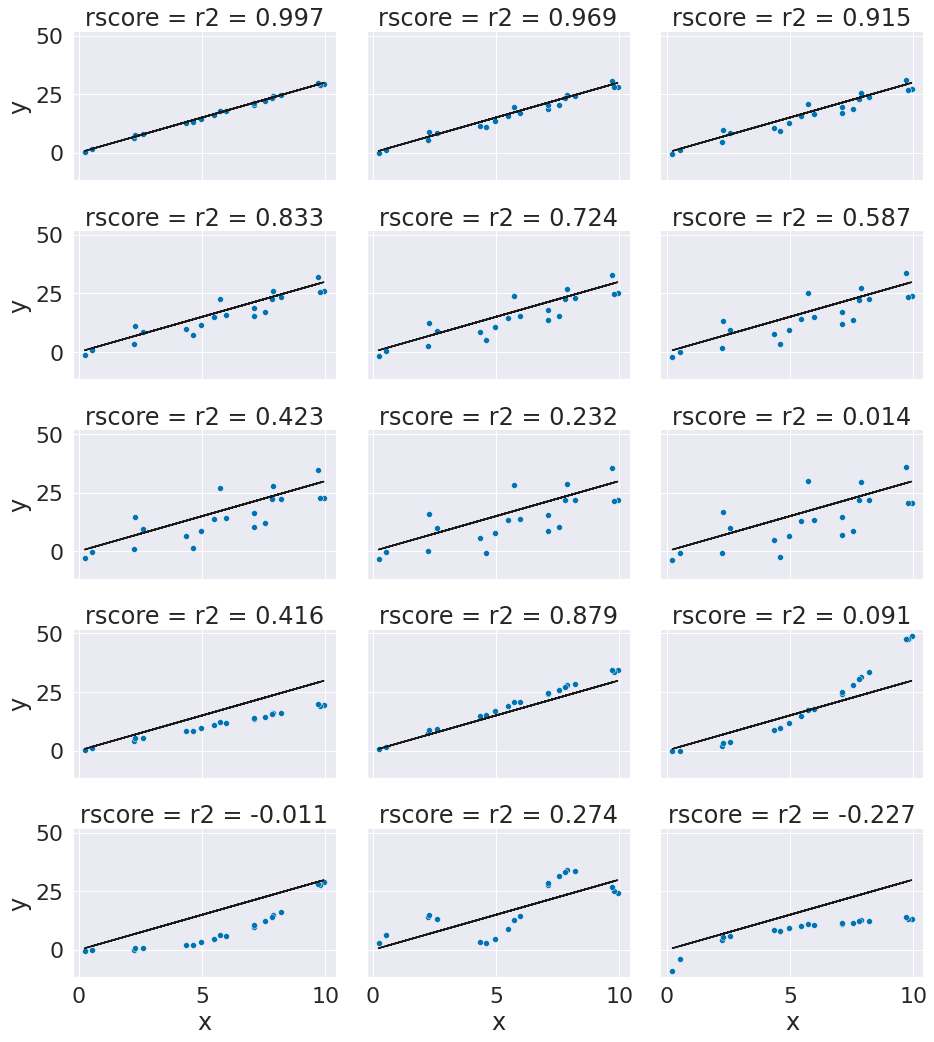 rscore = r2 = 0.997 rscore = r2 = 0.969 rscore = r2 = 0.915
50
25
0
y
rscore = r2 = 0.833 rscore = r2 = 0.724 rscore = r2 = 0.587
50
25
0
y
rscore = r2 = 0.423 rscore = r2 = 0.232 rscore = r2 = 0.014
50
25
0
y
rscore = r2 = 0.416 rscore = r2 = 0.879 rscore = r2 = 0.091
50
25
0
y
rscore = r2 = -0.011 rscore = r2 = 0.274 rscore = r2 = -0.227
50
25
0
y
0 5 10 0 5 10 0 5 10
x x x